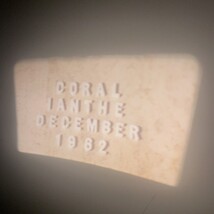 CORAL
IANTHE
DECEMBER
1962